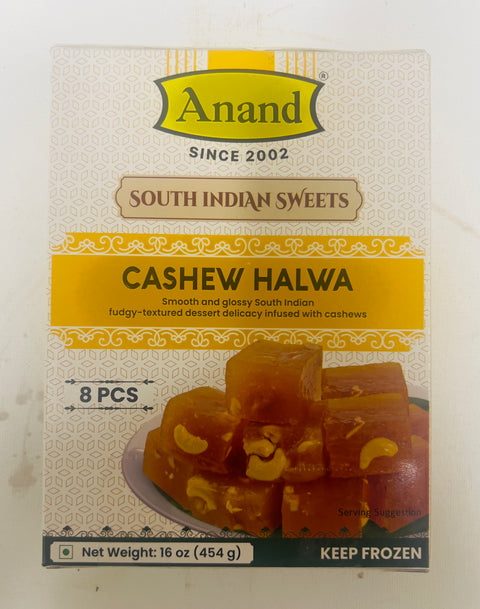 Anand®
SINCE 2002
SOUTH INDIAN SWEETS
CASHEW HALWA
Smooth and glossy South Indian
fudgy-textured dessert delicacy infused with cashews
8 PCS
Serving Suggestion
Net Weight: 16 oz (454 g)
KEEP FROZEN